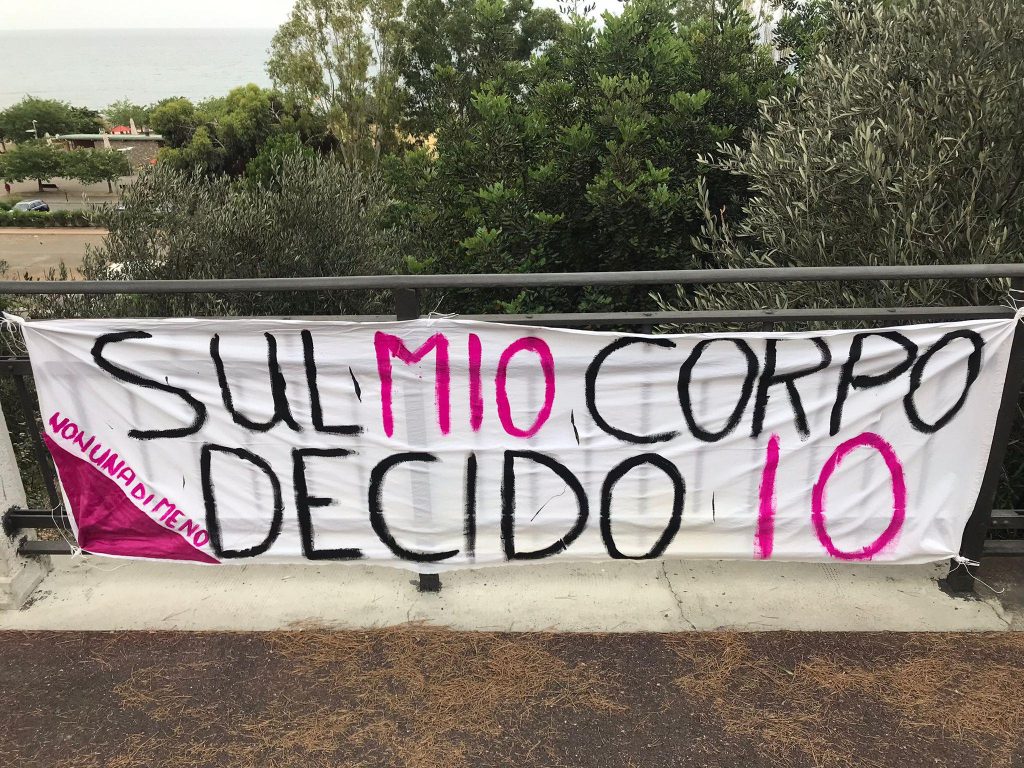 SUL MIO CORPO
DECIDO IO
NON UNA DI MENO